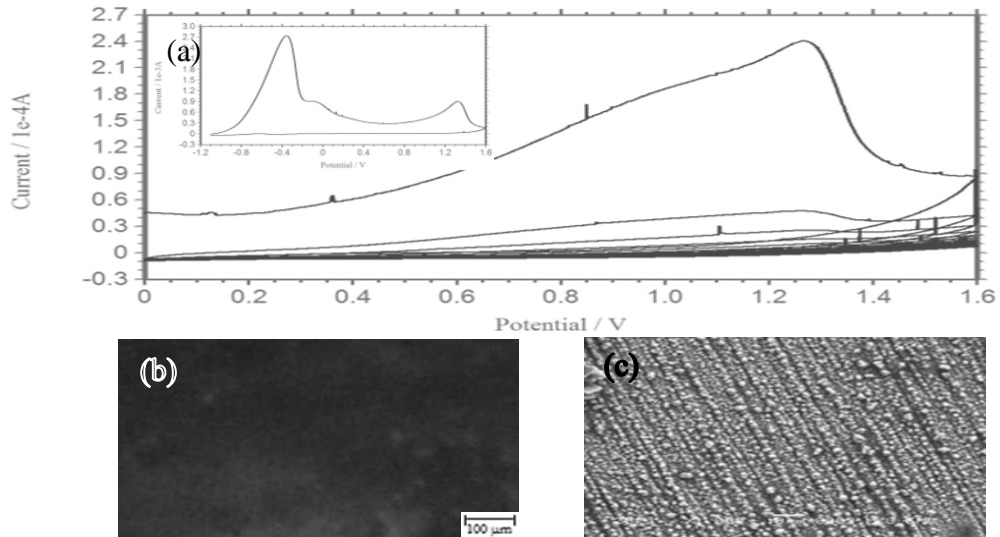 (a)
3.0
2.7
2.4
2.1
1.8
1.5
1.2
0.9
0.6
0.3
0
-0.3
Current / 1e-3A
-1.2 -0.8 -0.4 0 0.4 0.8 1.2 1.6
Potential / V
2.7
2.4
2.1
1.8
1.5
1.2
0.9
0.6
0.3
0
-0.3
Current / 1e-4A
0 0.2 0.4 0.6 0.8 1.0 1.2 1.4 1.6
Potential / V
(b)
100 μm
(c)